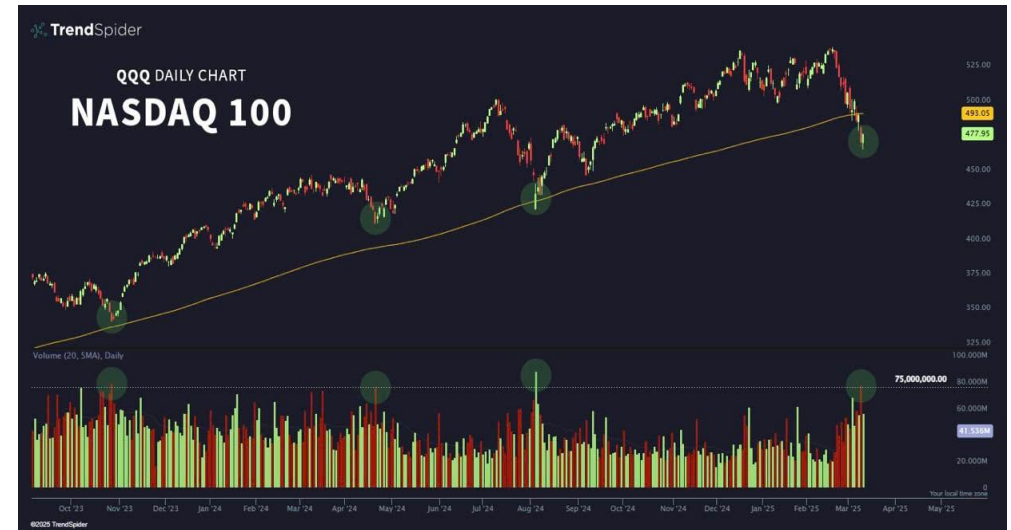 TrendSpider
QQQ DAILY CHART
NASDAQ 100
525.00
500.00
493.05
477.95
450.00
425.00
400.00
375.00
350.00
325.00
Volume (20, SMA), Daily
100.000M
75,000,000.00
80.000M
60.000M
41.536M
20.000M
0
Your local time zone
Oct '23 Nov '23 Dec '23 Jan '24 Feb '24 Mar '24 Apr '24 May '24 Jun '24 Jul '24 Aug '24 Sep '24 Oct '24 Nov '24 Dec '24 Jan '25 Feb '25 Mar '25 Apr '25 May '25
©2025 TrendSpider